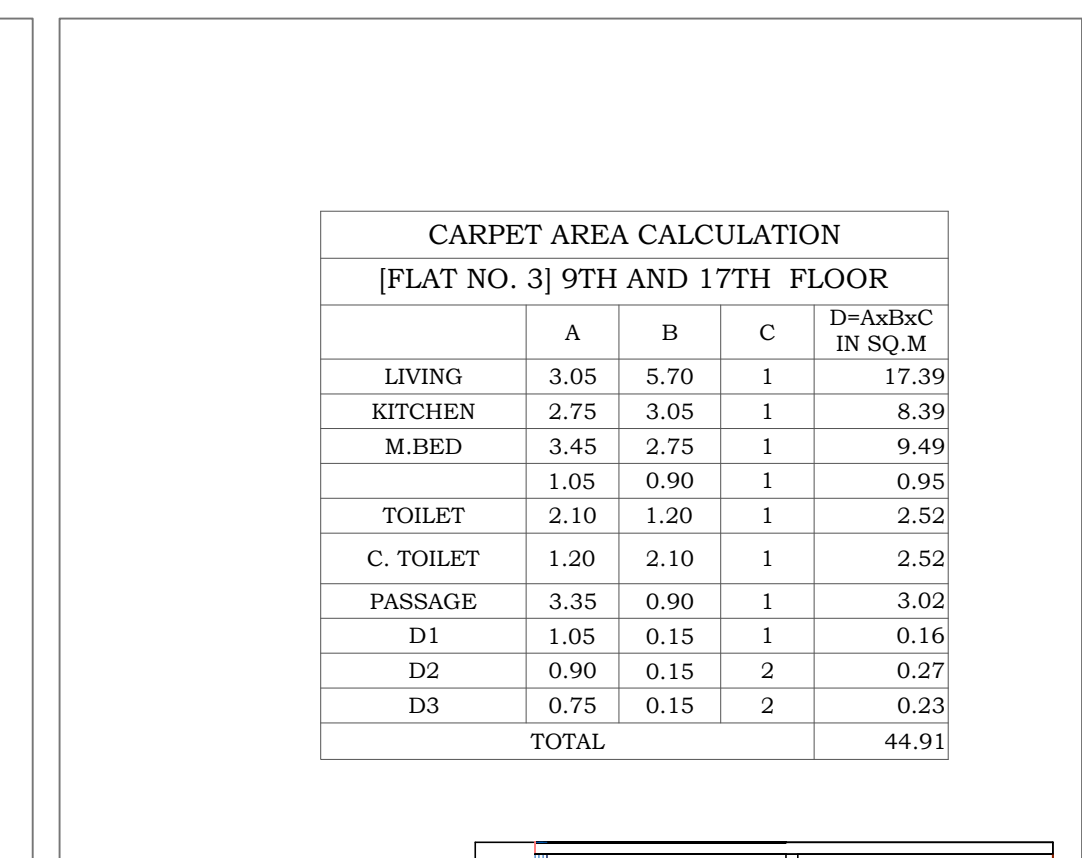 CARPET AREA CALCULATION
[FLAT NO. 3] 9TH AND 17TH FLOOR
A B C D=AxBxC
IN SQ.M
LIVING 3.05 5.70 1 17.39
KITCHEN 2.75 3.05 1 8.39
M.BED 3.45 2.75 1 9.49
1.05 0.90 1 0.95
TOILET 2.10 1.20 1 2.52
C. TOILET 1.20 2.10 1 2.52
PASSAGE 3.35 0.90 1 3.02
D1 1.05 0.15 1 0.16
D2 0.90 0.15 2 0.27
D3 0.75 0.15 2 0.23
TOTAL 44.91